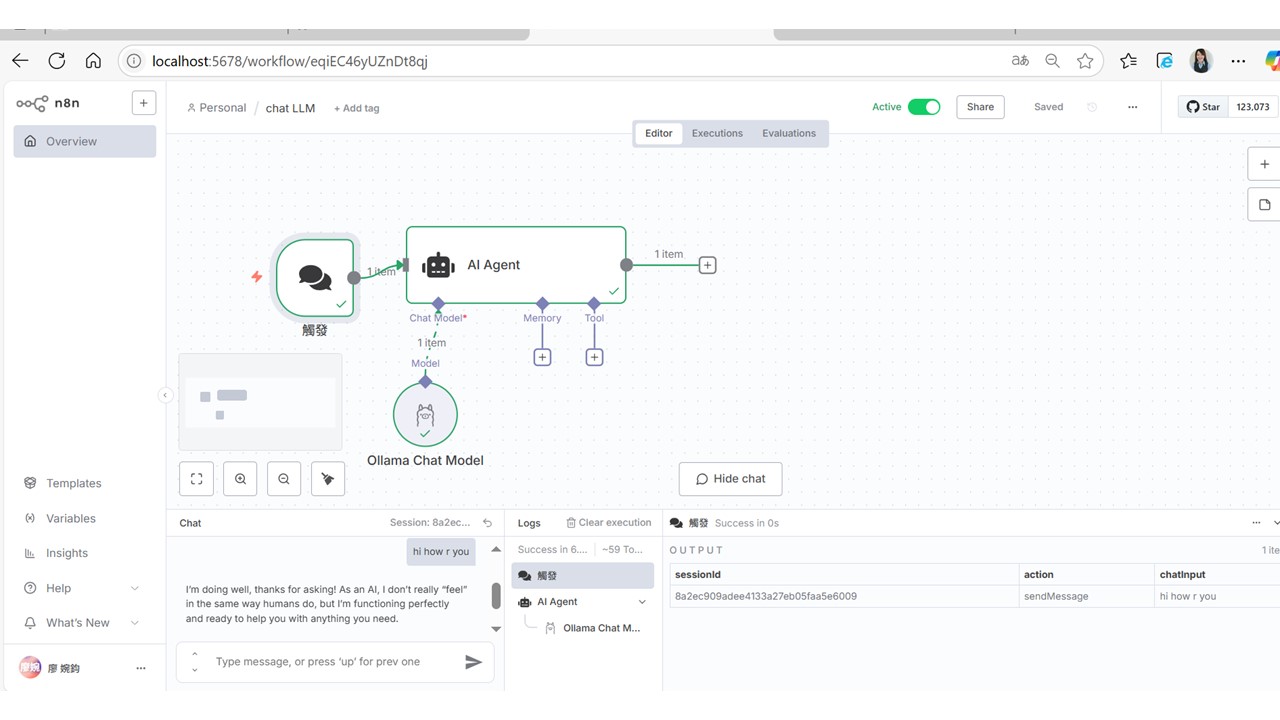 localhost:5678/workflow/eqiEC46yUZnDt8qj
n8n
Personal / chat LLM + Add tag
Active
Share
Saved
Star 123,073
Overview
Editor Executions Evaluations
1 item
AI Agent
1 item
觸發
Chat Model*
Memory
Tool
1 item
Model
Ollama Chat Model
Hide chat
Templates
Variables
Insights
Help
What's New
廖 婉鈞
Chat
Session: 8a2ec...
hi how r you
I'm doing well, thanks for asking! As an AI, I don't really “feel”
in the same way humans do, but I'm functioning perfectly
and ready to help you with anything you need.
Type message, or press ‘up’ for prev one
Logs
Clear execution
Success in 6....
~59 To...
觸發
AI Agent
Ollama Chat M...
觸發 Success in 0s
OUTPUT
1 ite
sessionId action chatInput
8a2ec909adee4133a27eb05faa5e6009 sendMessage hi how r you